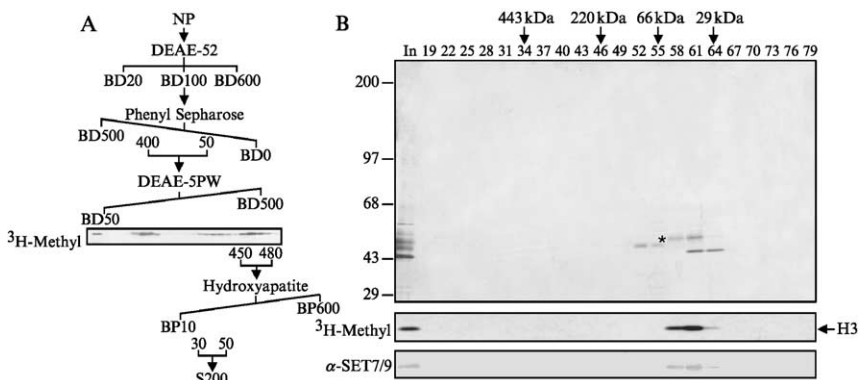 A
NP
DEAE-52
BD20 BD100 BD600
Phenyl Sepharose
BD500
400 50
BD0
DEAE-5PW
BD500
BD50
³H-Methyl
450 480
Hydroxyapatite
BP600
BP10
30 50
S200
B
443 kDa 220 kDa 66 kDa 29 kDa
In 19 22 25 28 31 34 37 40 43 46 49 52 55 58 61 64 67 70 73 76 79
200
97
68
*
43
29
³H-Methyl H3
α-SET7/9